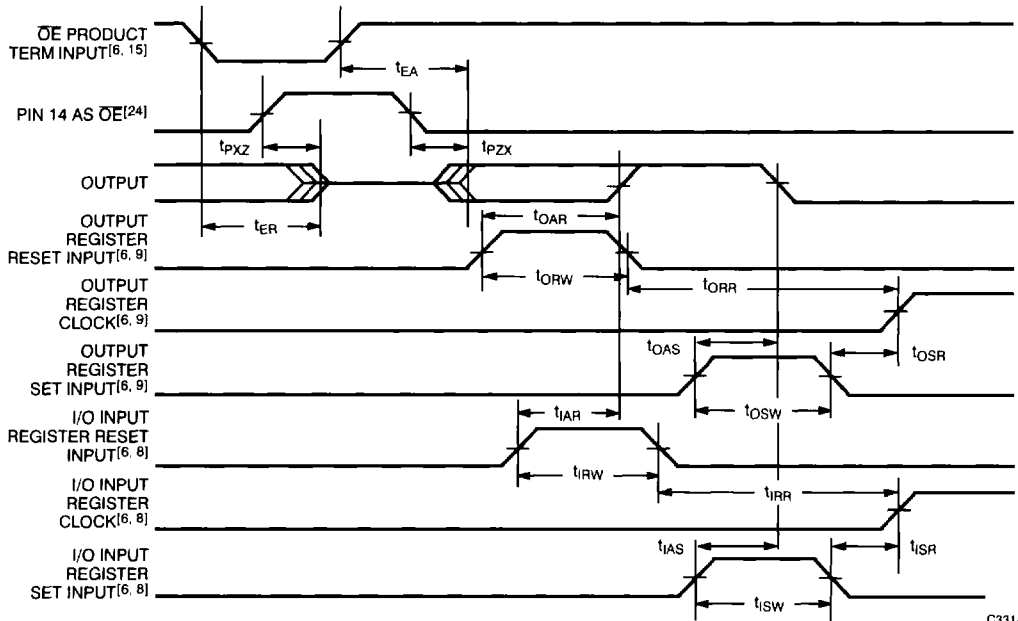 OE PRODUCT
TERM INPUT[6, 15]
tEA
PIN 14 AS OE[24]
tPXZ
tPZX
OUTPUT
tER
tOAR
OUTPUT
REGISTER
RESET INPUT[6, 9]
tORW
tORR
OUTPUT
REGISTER
CLOCK[6, 9]
tOAS
tOSR
OUTPUT
REGISTER
SET INPUT[6, 9]
tOSW
tIAR
I/O INPUT
REGISTER RESET
INPUT[6, 8]
tIRW
tIRR
I/O INPUT
REGISTER
CLOCK[6, 8]
tIAS
tISR
I/O INPUT
REGISTER
SET INPUT[6, 8]
tISW
C331